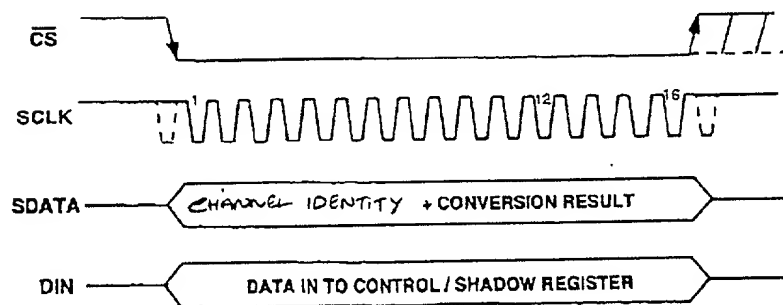 CS
SCLK 1 12 16
SDATA CHANNEL IDENTITY + CONVERSION RESULT
DIN DATA IN TO CONTROL / SHADOW REGISTER